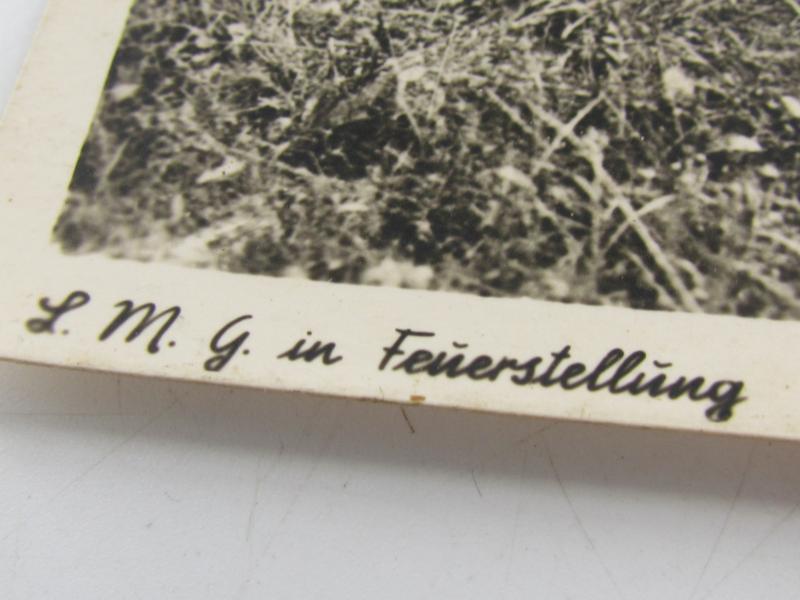 L. M. G. in Feuerstellung